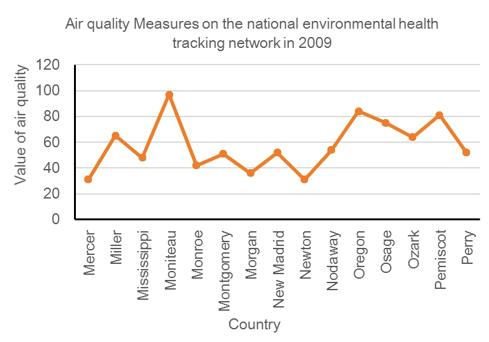 Air quality Measures on the national environmental health
tracking network in 2009
Value of air quality
120
100
80
60
40
20
0
Mercer
Miller
Mississippi
Moniteau
Monroe
Montgomery
Morgan
New Madrid
Newton
Nodaway
Oregon
Osage
Ozark
Pemiscot
Perry
Country